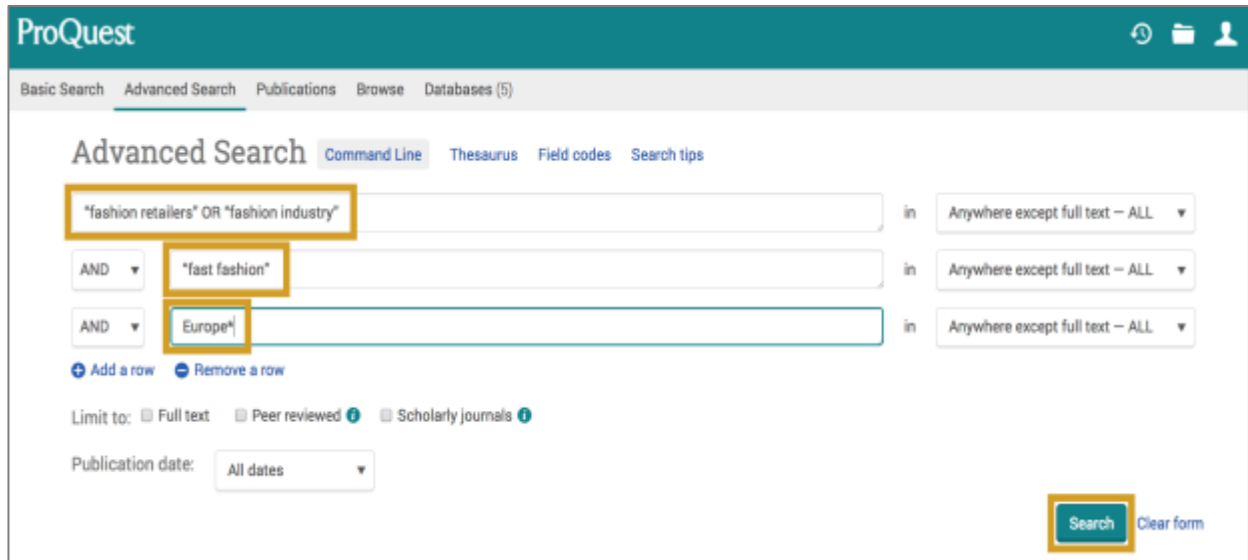 ProQuest
Basic Search Advanced Search Publications Browse Databases (5)
Advanced Search Command Line Thesaurus Field codes Search tips
"fashion retailers" OR "fashion industry" in Anywhere except full text – ALL
AND "fast fashion" in Anywhere except full text – ALL
AND Europe* in Anywhere except full text – ALL
Add a row Remove a row
Limit to: Full text Peer reviewed Scholarly journals
Publication date: All dates
Search Clear form